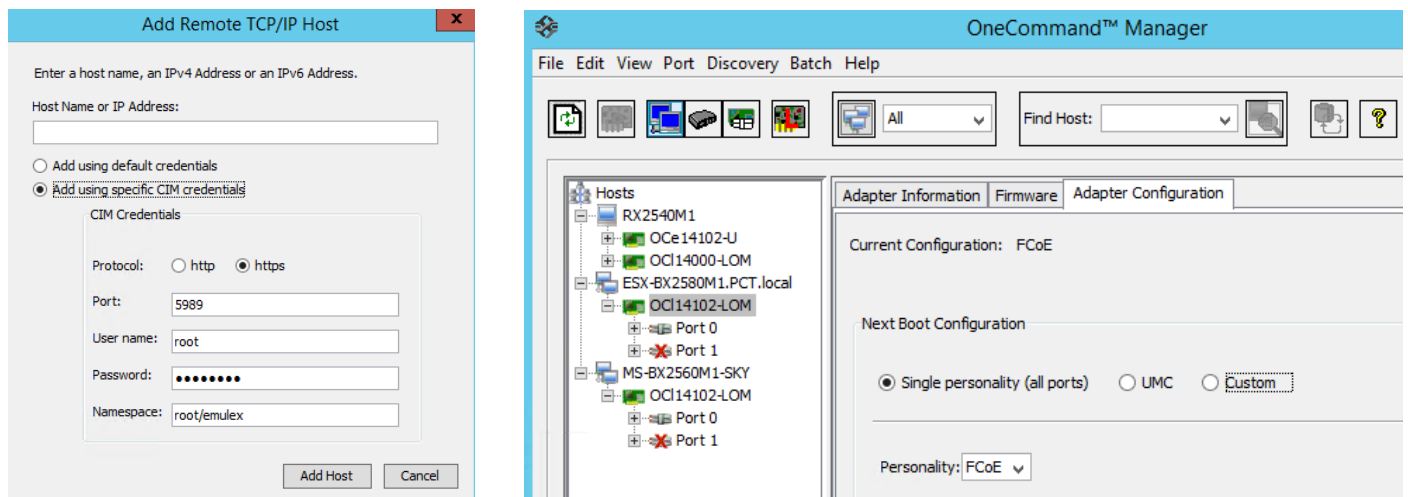 Add Remote TCP/IP Host
x
Enter a host name, an IPv4 Address or an IPv6 Address.
Host Name or IP Address:
Add using default credentials
Add using specific CIM credentials
CIM Credentials
Protocol: http https
Port: 5989
User name: root
Password: ••••••••
Namespace: root/emulex
Add Host Cancel
OneCommand™ Manager
File Edit View Port Discovery Batch Help
All Find Host: ?
Hosts
RX2540M1
OCe14102-U
OCl14000-LOM
ESX-BX2580M1.PCT.local
OCl14102-LOM
Port 0
Port 1
MS-BX2560M1-SKY
OCl14102-LOM
Port 0
Port 1
Adapter Information Firmware Adapter Configuration
Current Configuration: FCoE
Next Boot Configuration
Single personality (all ports) UMC Custom
Personality: FCoE